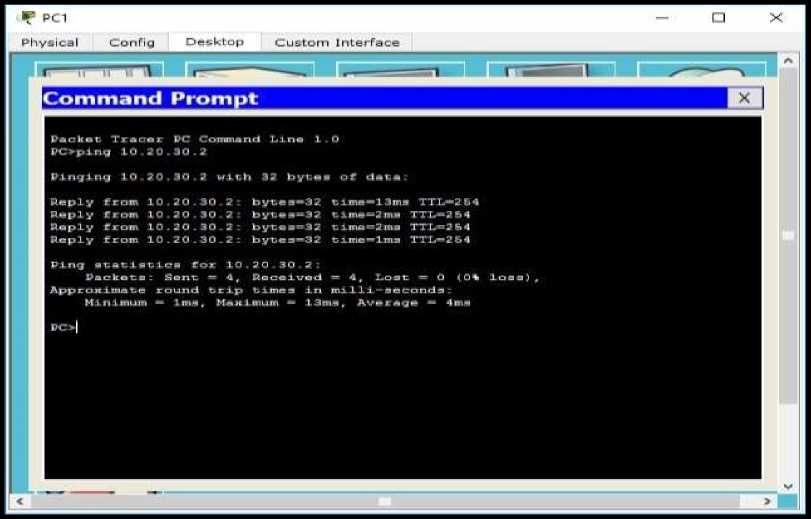 PC1
Physical Config Desktop Custom Interface
Command Prompt
X
Packet Tracer PC Command Line 1.0
PC>ping 10.20.30.2
Pinging 10.20.30.2 with 32 bytes of data:
Reply from 10.20.30.2: bytes=32 time=13ms TTL=254
Reply from 10.20.30.2: bytes=32 time=2ms TTL=254
Reply from 10.20.30.2: bytes=32 time=2ms TTL=254
Reply from 10.20.30.2: bytes=32 time=1ms TTL=254
Ping statistics for 10.20.30.2:
Packets: Sent = 4, Received = 4, Lost = 0 (0% loss),
Approximate round trip times in milli-seconds:
Minimum = 1ms, Maximum = 13ms, Average = 4ms
PC>